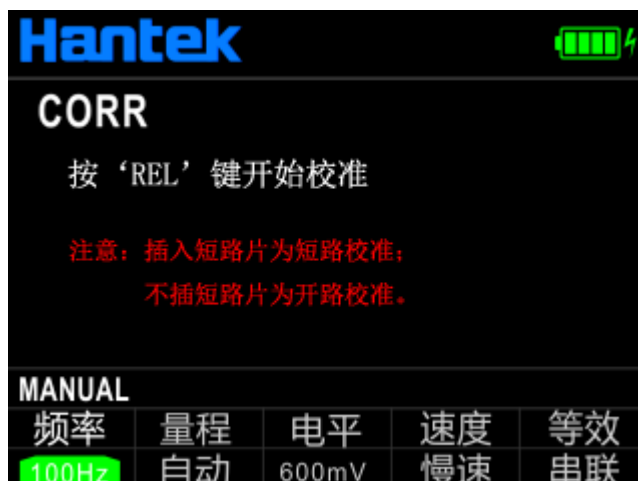 Hantek
CORR
按‘REL’键开始校准
注意：插入短路片为短路校准；
不插短路片为开路校准。
MANUAL
频率 量程 电平 速度 等效
100Hz 自动 600mV 慢速 串联